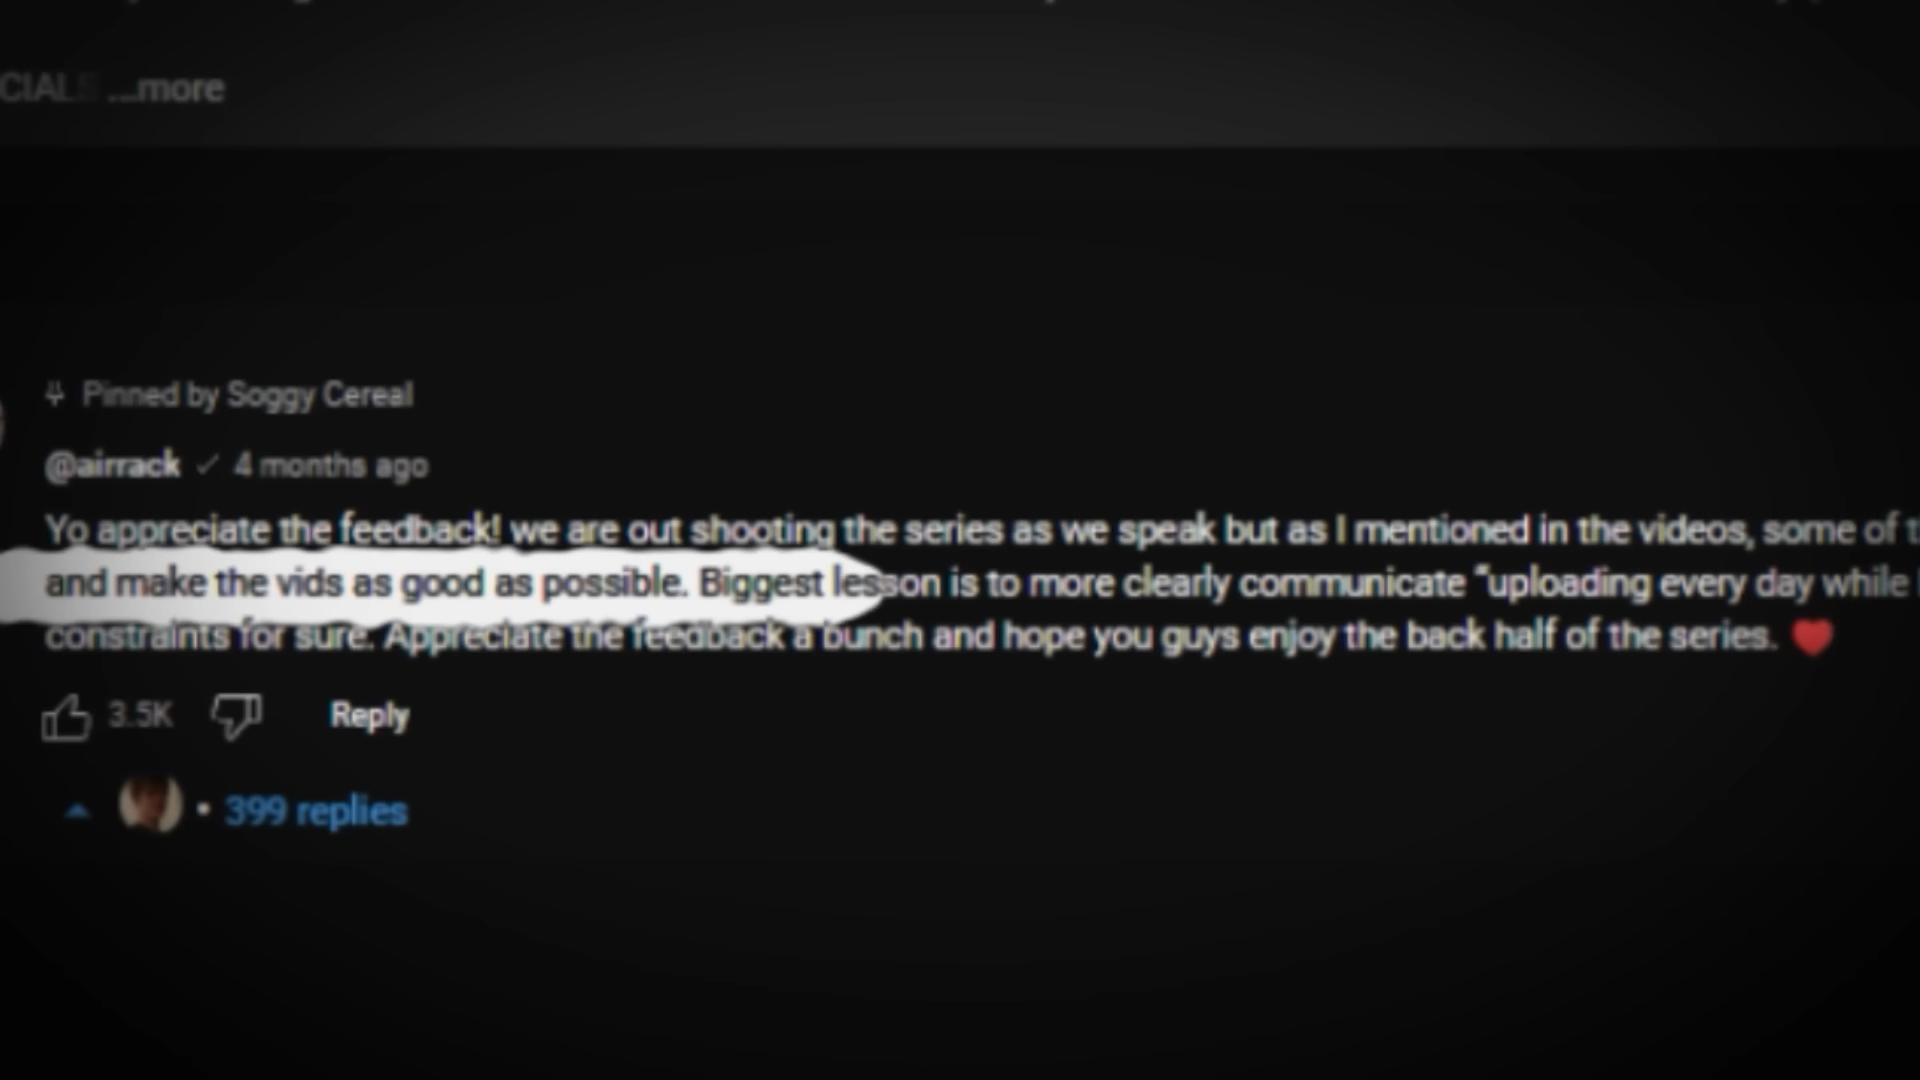 ...more
Pinned by Soggy Cereal
@airrack 4 months ago
Yo appreciate the feedback! we are out shooting the series as we speak but as I mentioned in the videos, some of
and make the vids as good as possible. Biggest lesson is to more clearly communicate “uploading every day while
constraints for sure. Appreciate the feedback a bunch and hope you guys enjoy the back half of the series. ❤
3.5K Reply
• 399 replies